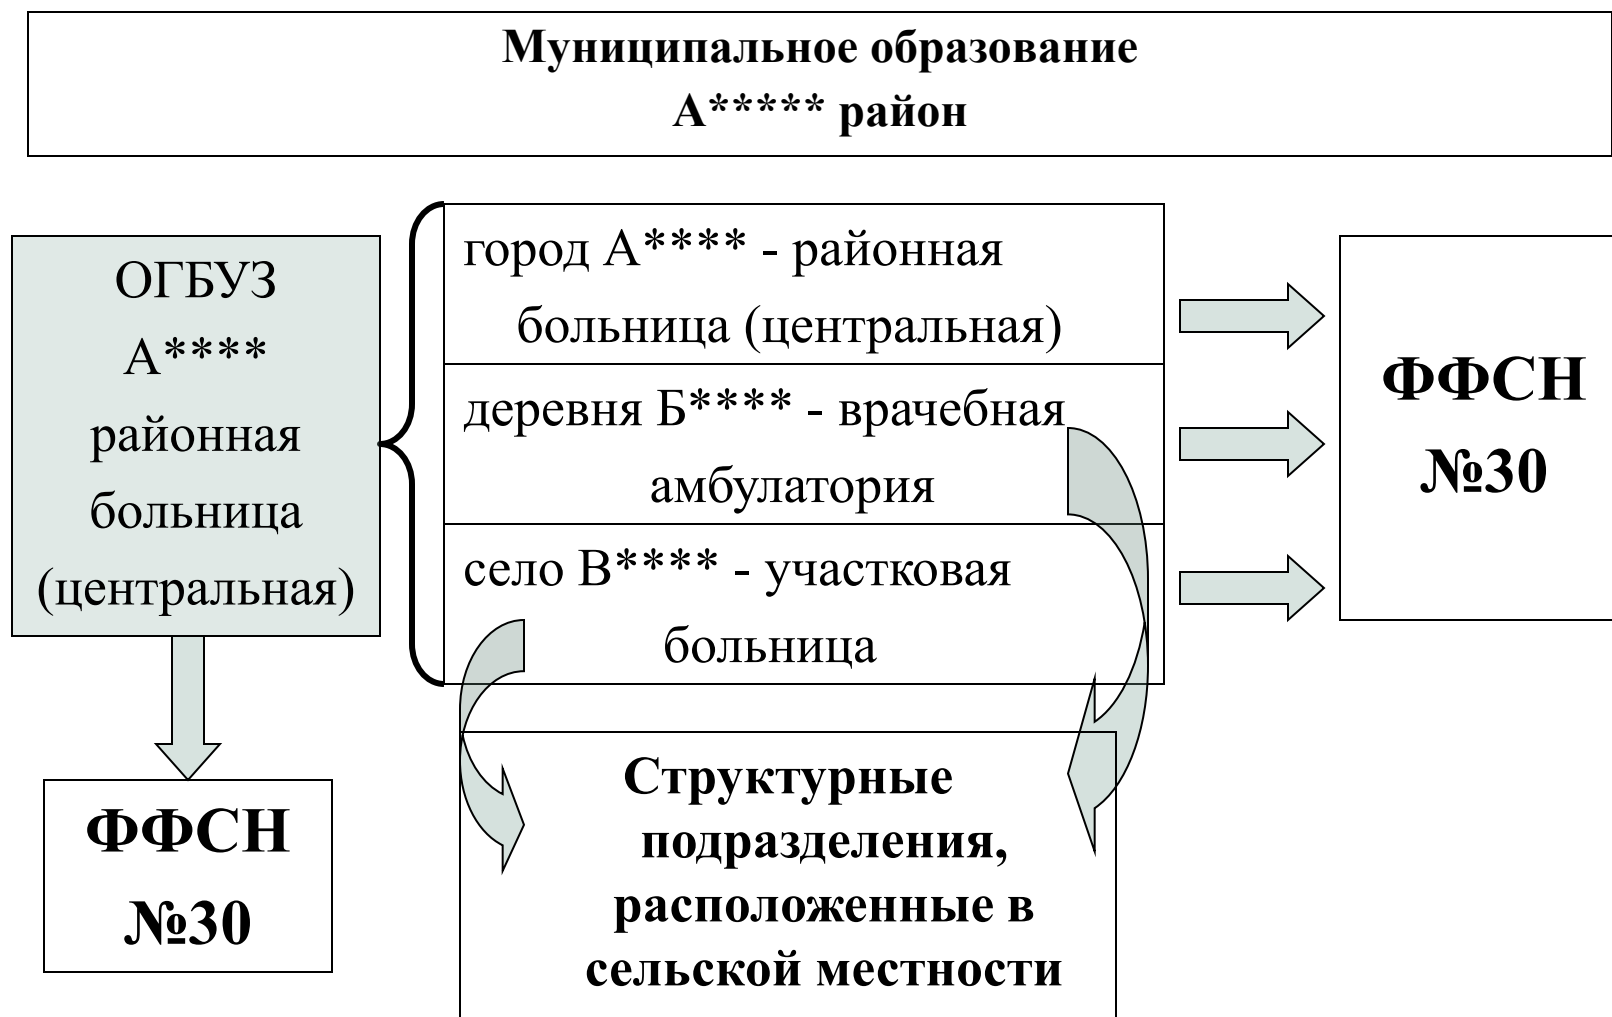 Муниципальное образование
А***** район
ОГБУЗ
А****
районная
больница
(центральная)
город А**** - районная
больница (центральная)
деревня Б**** - врачебная
амбулатория
село В**** - участковая
больница
ФФСН
№30
ФФСН
№30
Структурные
подразделения,
расположенные в
сельской местности